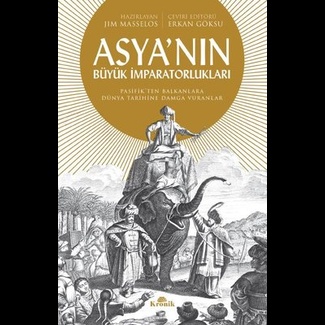 HAZIRLAYAN
JIM MASSELOS
ÇEVİRİ EDİTÖRÜ
ERKAN GÖKSU
ASYA'NIN
BÜYÜK İMPARATORLUKLARI
PASİFİK'TEN BALKANLARA
DÜNYA TARİHİNE DAMGA VURANLAR
Kronik